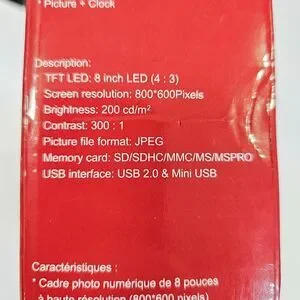 * Picture + Clock
Description:
* TFT LED: 8 inch LED (4 : 3)
* Screen resolution: 800*600Pixels
* Brightness: 200 cd/m²
* Contrast: 300 : 1
* Picture file format: JPEG
* Memory card: SD/SDHC/MMC/MS/MSPRO
* USB interface: USB 2.0 & Mini USB
Caractéristiques :
* Cadre photo numérique de 8 pouces
à haute résolution (800*600 pixels)